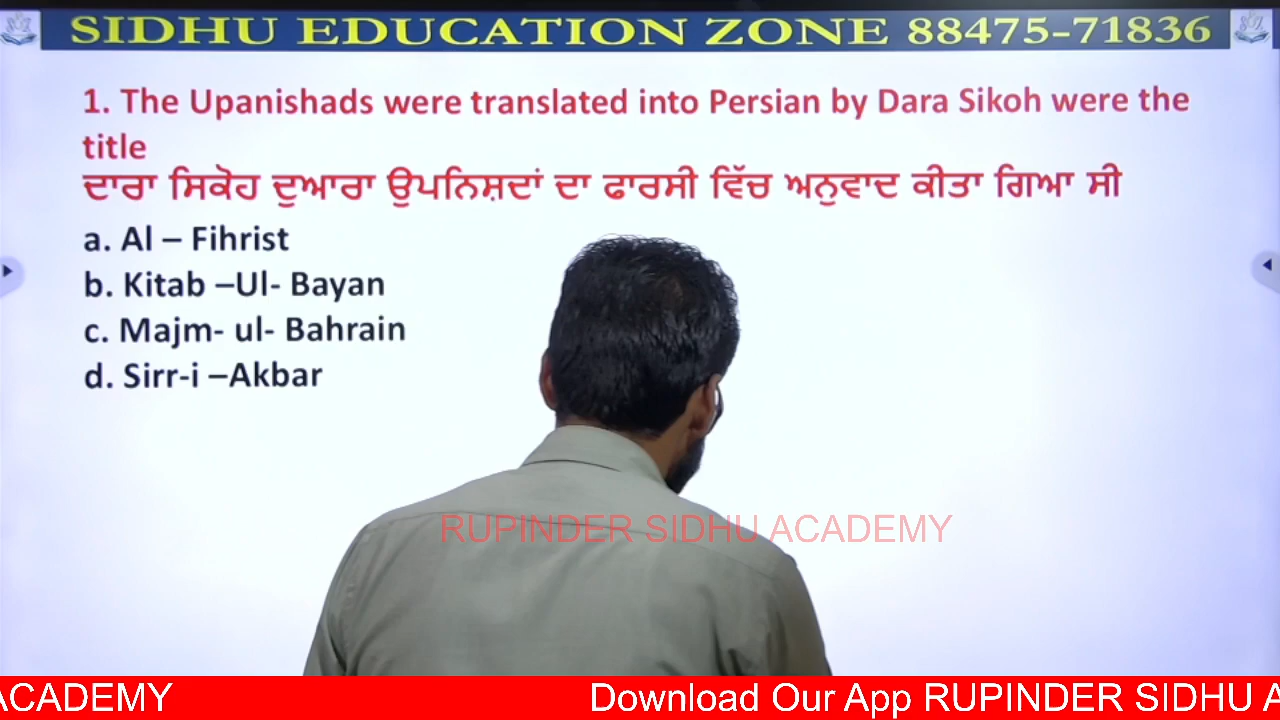 SIDHU EDUCATION ZONE 88475-71836
1. The Upanishads were translated into Persian by Dara Sikoh were the
title
ਦਾਰਾ ਸਿਕੋਹ ਦੁਆਰਾ ਉਪਨਿਸ਼ਦਾਂ ਦਾ ਫਾਰਸੀ ਵਿੱਚ ਅਨੁਵਾਦ ਕੀਤਾ ਗਿਆ ਸੀ
a. Al – Fihrist
b. Kitab –Ul- Bayan
c. Majm- ul- Bahrain
d. Sirr-i –Akbar
RUPINDER SIDHU ACADEMY
ACADEMY Download Our App RUPINDER SIDHU A